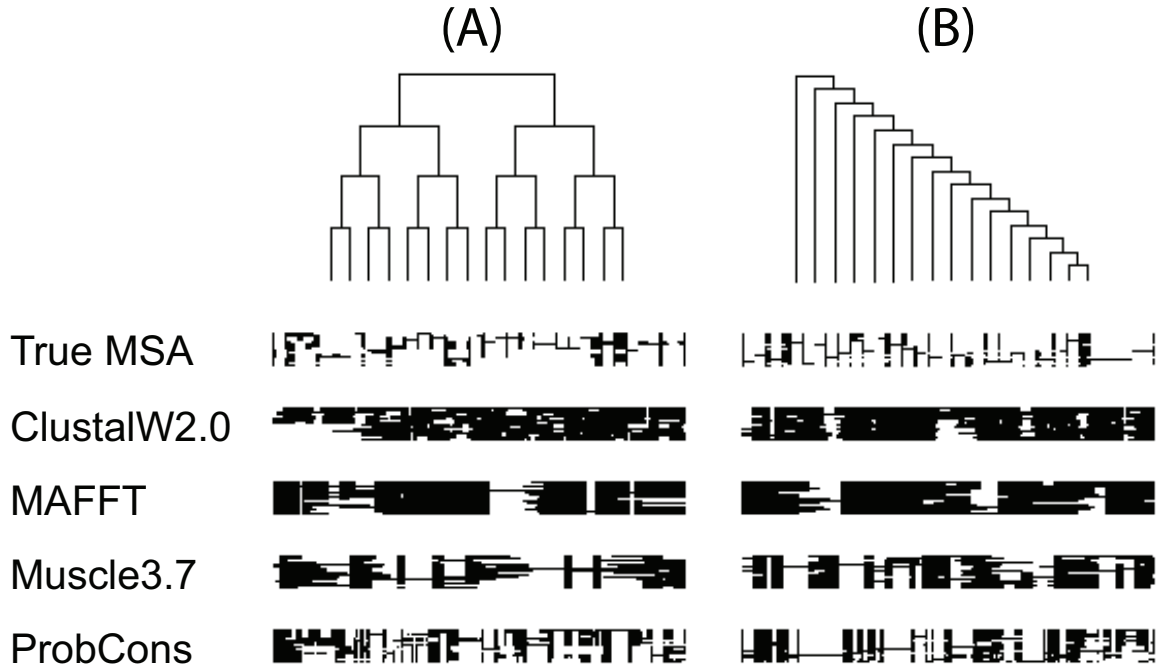 (A) (B)
True MSA
ClustalW2.0
MAFFT
Muscle3.7
ProbCons